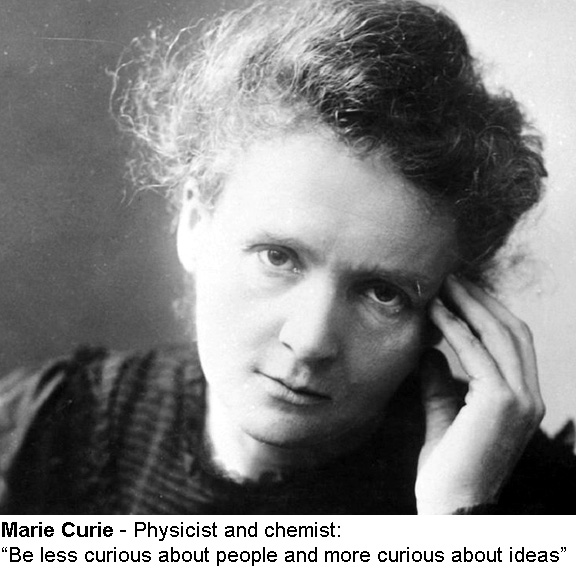 Marie Curie - Physicist and chemist:
“Be less curious about people and more curious about ideas”